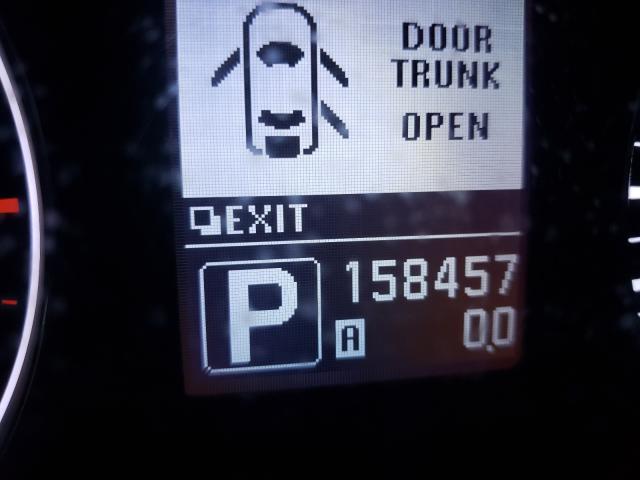 DOOR
TRUNK
OPEN
EXIT
P
158457
A
0.0